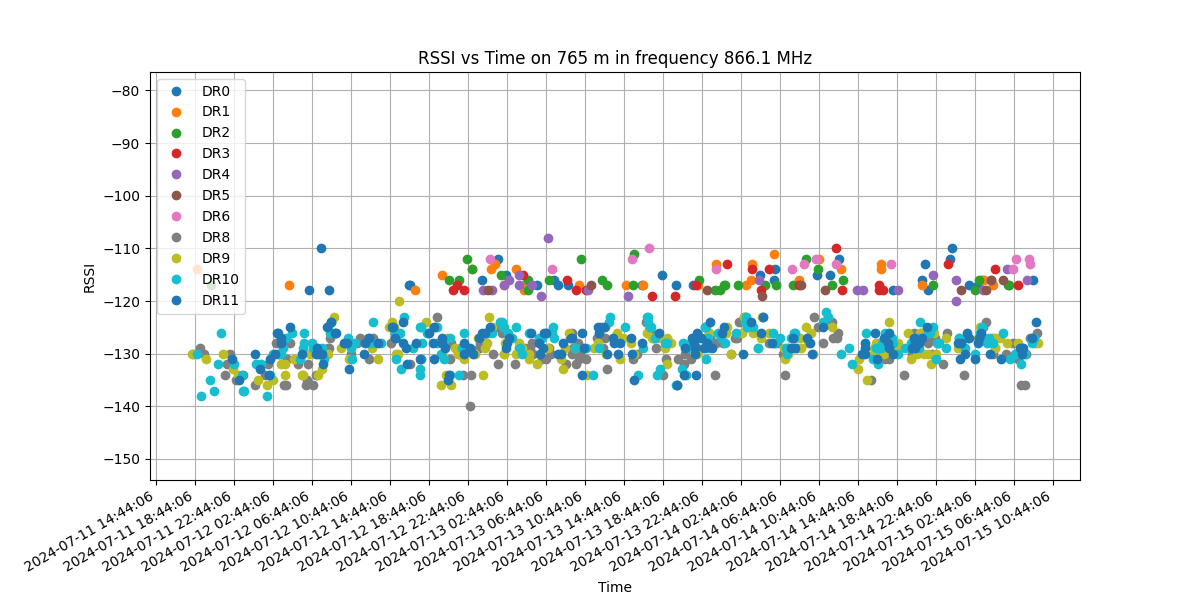 RSSI vs Time on 765 m in frequency 866.1 MHz
RSSI
−80
−90
−100
−110
−120
−130
−140
−150
DR0
DR1
DR2
DR3
DR4
DR5
DR6
DR8
DR9
DR10
DR11
2024-07-11 14:44:06
2024-07-11 18:44:06
2024-07-11 22:44:06
2024-07-12 02:44:06
2024-07-12 06:44:06
2024-07-12 10:44:06
2024-07-12 14:44:06
2024-07-12 18:44:06
2024-07-12 22:44:06
2024-07-13 02:44:06
2024-07-13 06:44:06
2024-07-13 10:44:06
2024-07-13 14:44:06
2024-07-13 18:44:06
2024-07-13 22:44:06
2024-07-14 02:44:06
2024-07-14 06:44:06
2024-07-14 10:44:06
2024-07-14 14:44:06
2024-07-14 18:44:06
2024-07-14 22:44:06
2024-07-15 02:44:06
2024-07-15 06:44:06
2024-07-15 10:44:06
Time